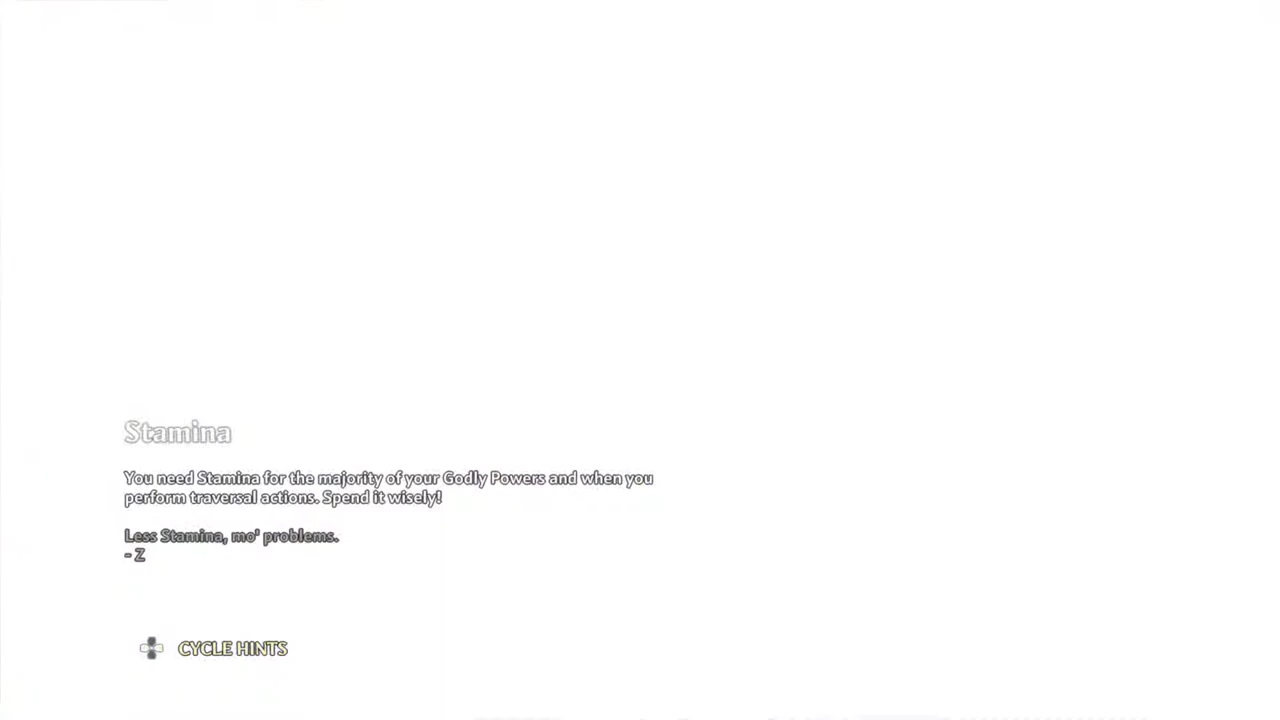 Stamina
You need Stamina for the majority of your Godly Powers and when you
perform traversal actions. Spend it wisely!
Less Stamina, mo' problems.
- Z
CYCLE HINTS